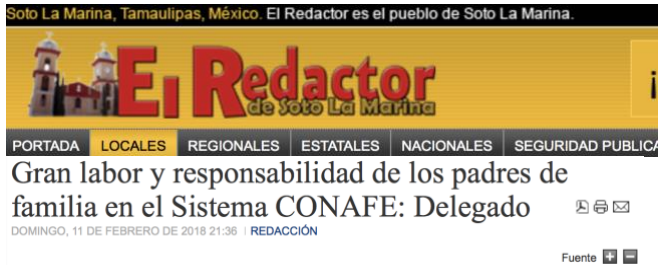 Soto La Marina, Tamaulipas, México. El Redactor es el pueblo de Soto La Marina.
El Redactor
de Soto La Marina
¡
PORTADA LOCALES REGIONALES ESTATALES NACIONALES SEGURIDAD PUBLICA
Gran labor y responsabilidad de los padres de
familia en el Sistema CONAFE: Delegado
DOMINGO, 11 DE FEBRERO DE 2018 21:36 | REDACCIÓN
Fuente